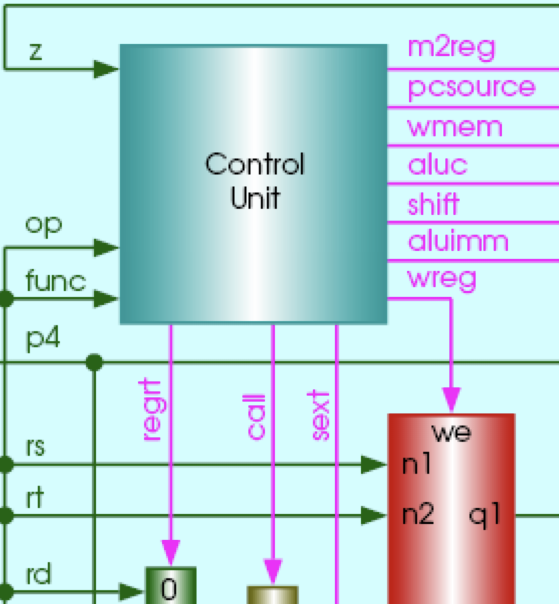 z
m2reg
pcsource
wmem
Control
Unit
aluc
shift
op
aluimm
func
wreg
p4
regrt
call
sext
we
rs
n1
rt
n2
q1
rd
0